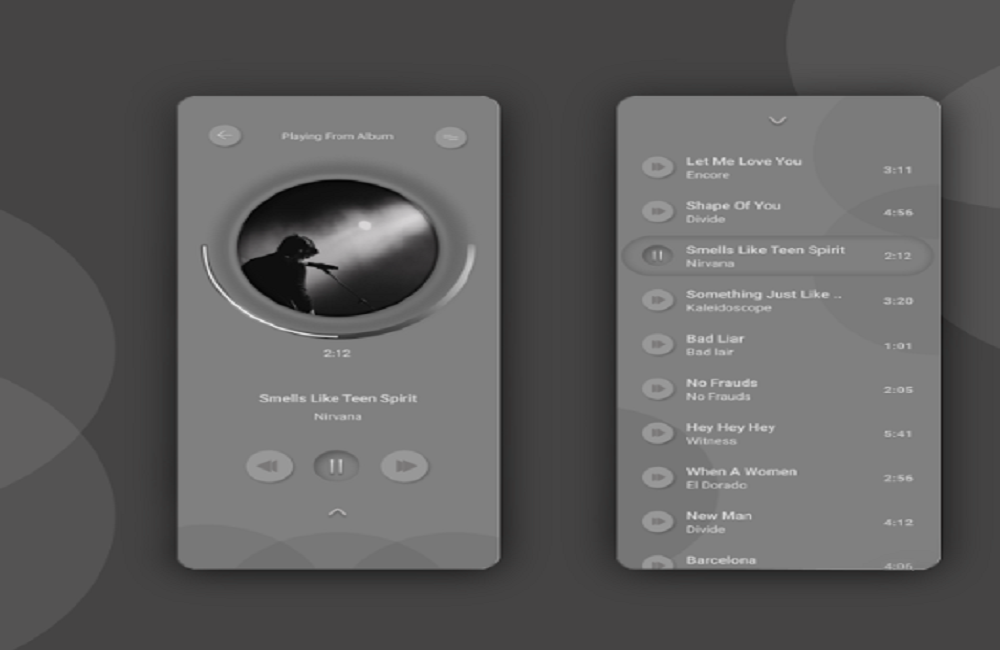 Playing From Album
2:12
Smells Like Teen Spirit
Nirvana
Let Me Love You
Encore
3:11
Shape Of You
Divide
4:56
Smells Like Teen Spirit
Nirvana
2:12
Something Just Like ..
Kaleidoscope
3:20
Bad Liar
Bad lair
1:01
No Frauds
No Frauds
2:05
Hey Hey Hey
Witness
5:41
When A Women
El Dorado
2:56
New Man
Divide
4:12
Barcelona
4:06